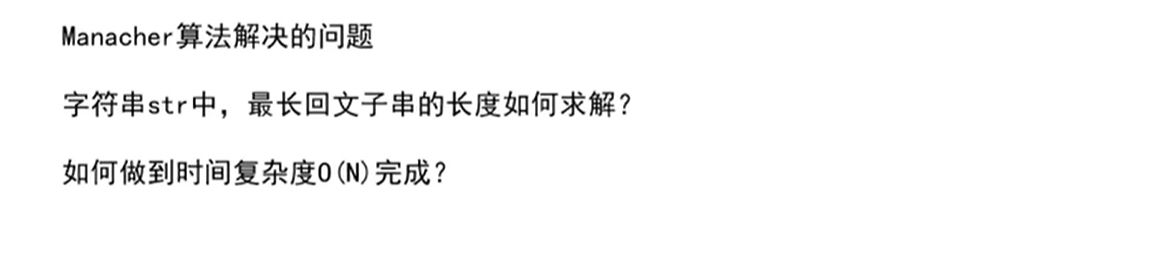 Manacher算法解决的问题
字符串str中，最长回文子串的长度如何求解？
如何做到时间复杂度O(N)完成？